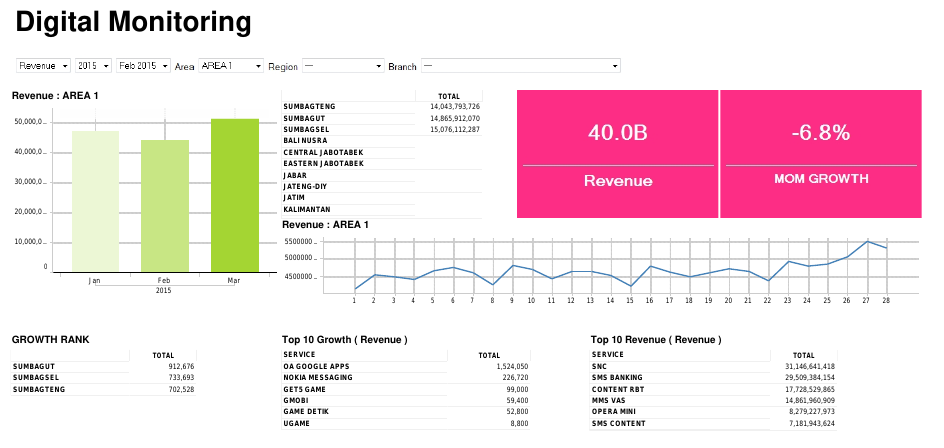 Digital Monitoring
Revenue 2015 Feb 2015 Area AREA 1 Region — Branch —
Revenue : AREA 1
50,000,0...
40,000,0...
30,000,0...
20,000,0...
10,000,0...
0
Jan Feb Mar
2015
TOTAL
SUMBAGTENG 14,043,793,726
SUMBAGUT 14,865,912,070
SUMBAGSEL 15,076,112,287
BALI NUSRA
CENTRAL JABOTABEK
EASTERN JABOTABEK
JABAR
JATENG-DIY
JATIM
KALIMANTAN
40.0B
Revenue
-6.8%
MOM GROWTH
Revenue : AREA 1
5500000...
5000000...
4500000...
1 2 3 4 5 6 7 8 9 10 11 12 13 14 15 16 17 18 19 20 21 22 23 24 25 26 27 28
GROWTH RANK
TOTAL
SUMBAGUT 912,676
SUMBAGSEL 733,693
SUMBAGTENG 702,528
Top 10 Growth ( Revenue )
SERVICE TOTAL
OA GOOGLE APPS 1,524,050
NOKIA MESSAGING 226,720
GETS GAME 99,000
GMOBI 59,400
GAME DETIK 52,800
UGAME 8,800
Top 10 Revenue ( Revenue )
SERVICE TOTAL
SNC 31,146,641,418
SMS BANKING 29,509,384,154
CONTENT RBT 17,728,529,865
MMS VAS 14,861,960,909
OPERA MINI 8,279,227,973
SMS CONTENT 7,181,943,624